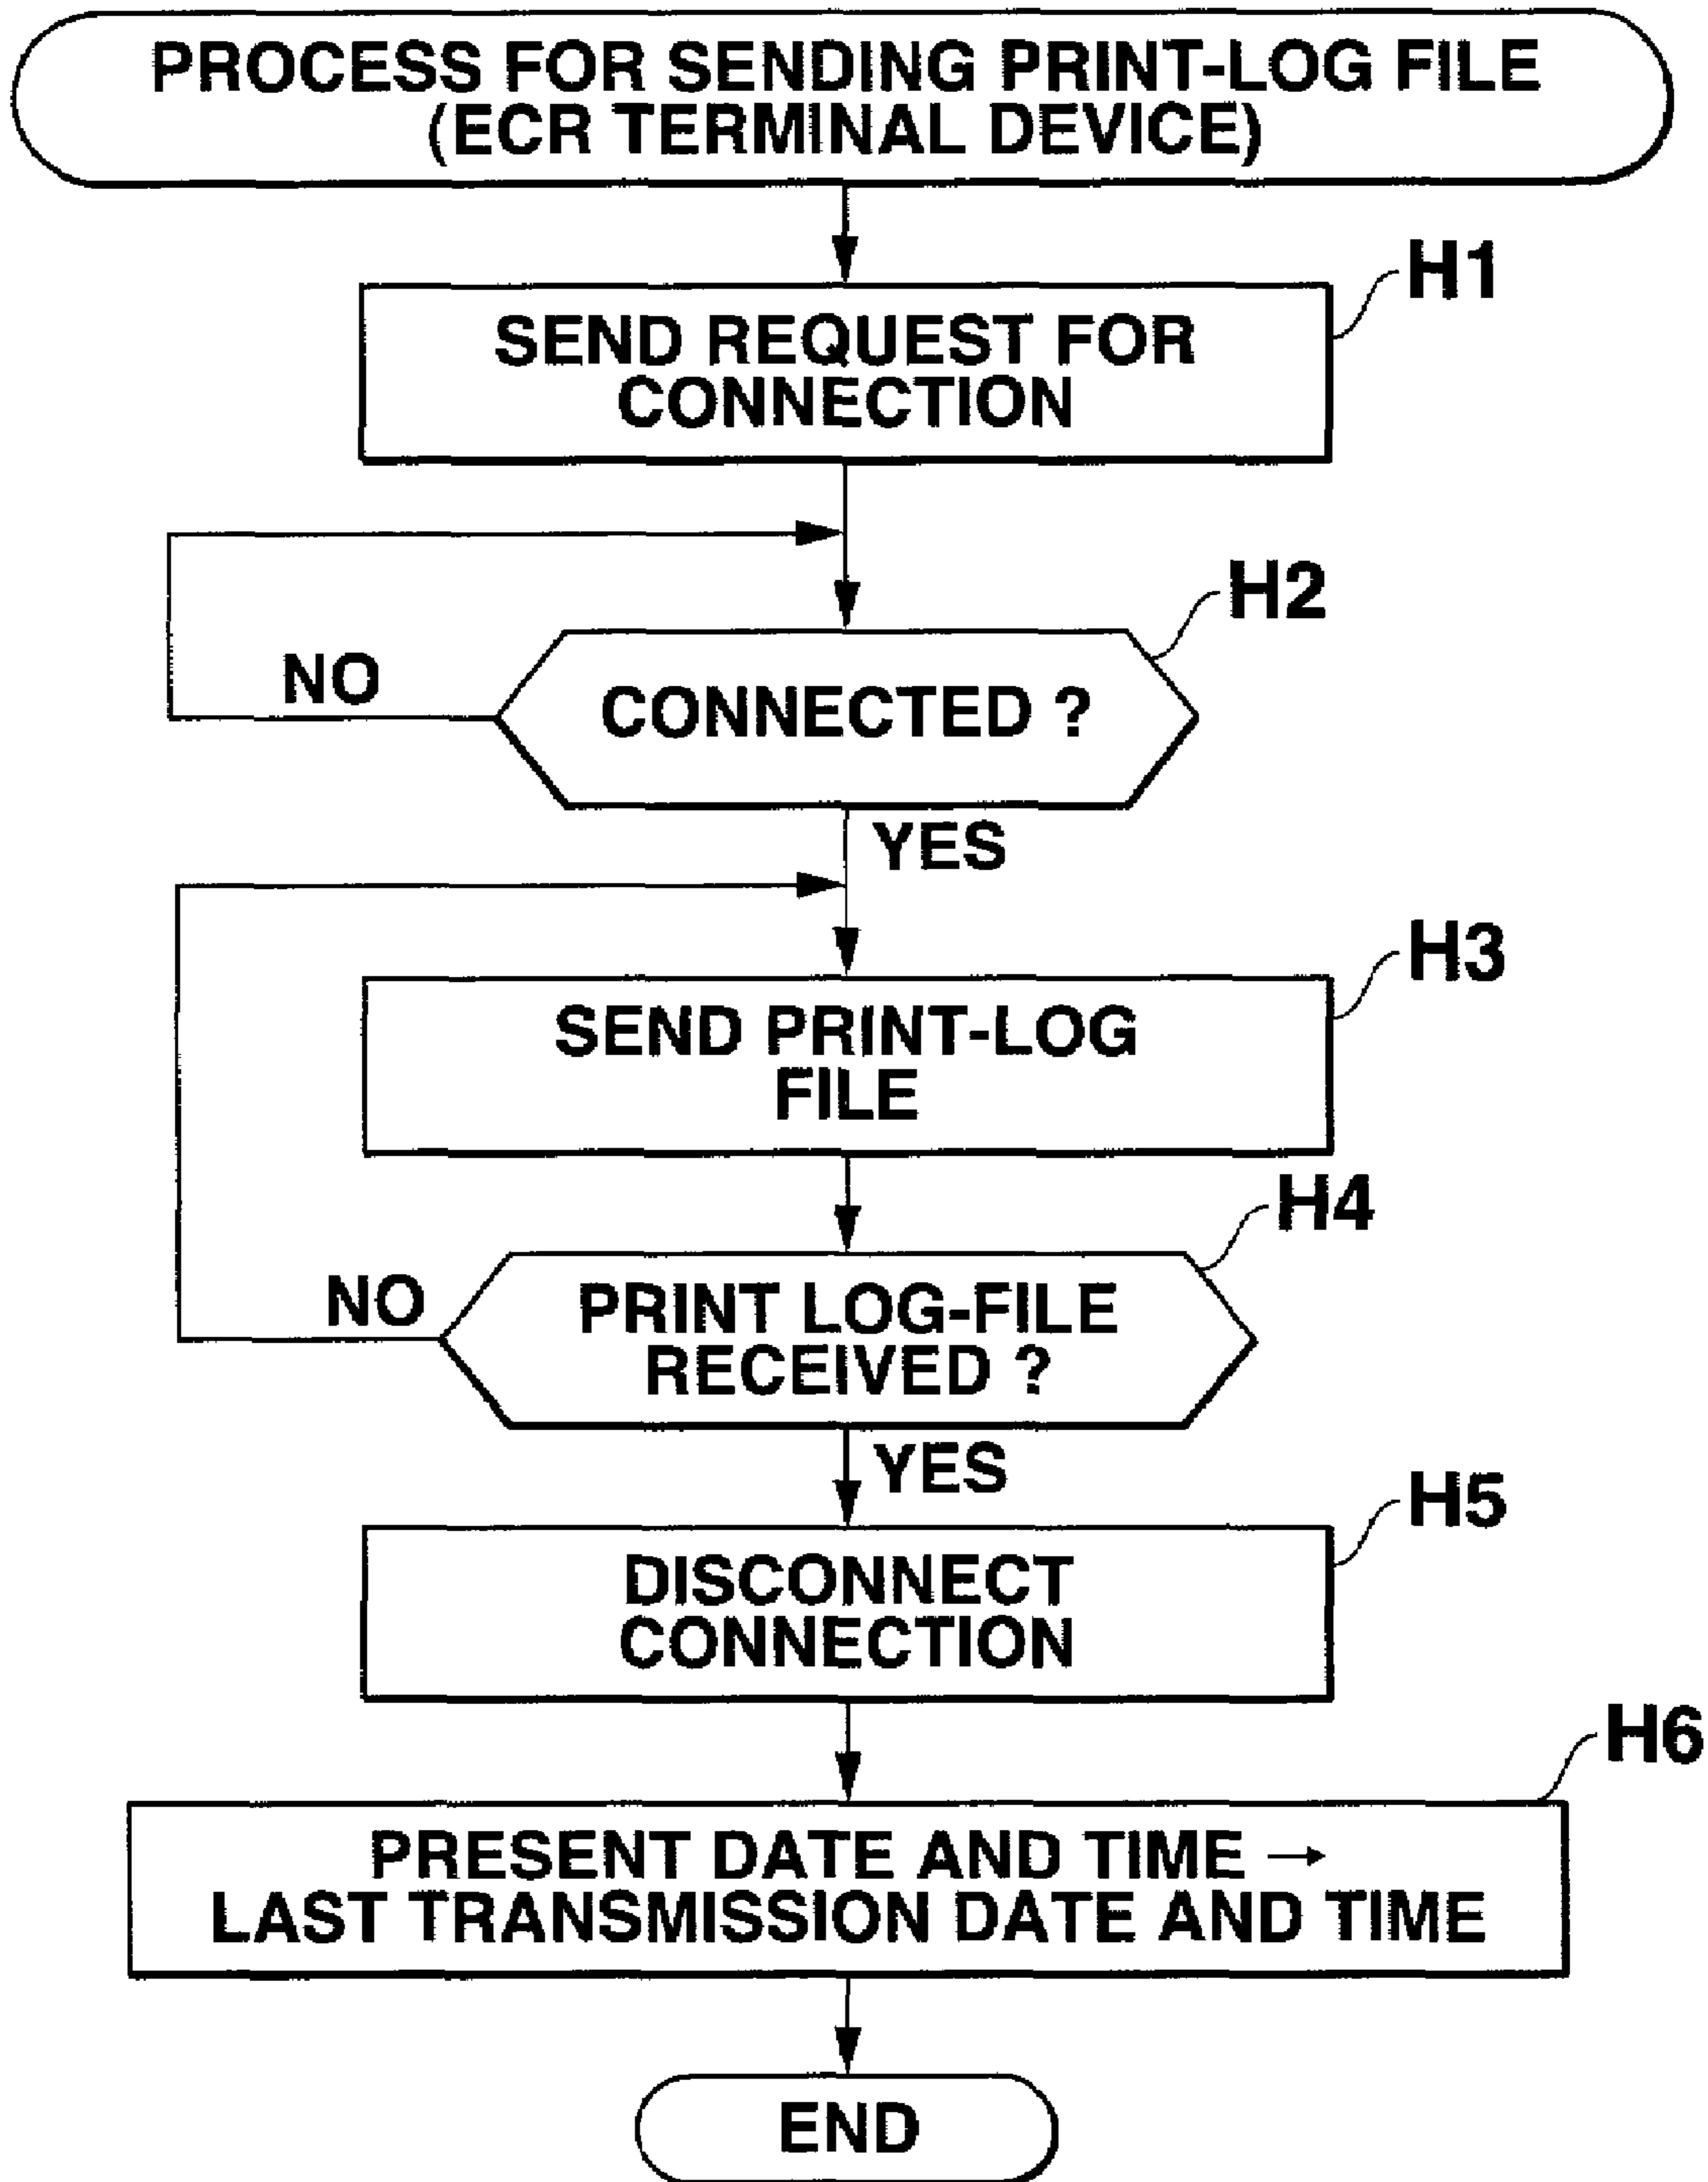 PROCESS FOR SENDING PRINT-LOG FILE
(ECR TERMINAL DEVICE)
H1
SEND REQUEST FOR
CONNECTION
H2
NO
CONNECTED ?
YES
H3
SEND PRINT-LOG
FILE
H4
NO
PRINT LOG-FILE
RECEIVED ?
YES
H5
DISCONNECT
CONNECTION
H6
PRESENT DATE AND TIME →
LAST TRANSMISSION DATE AND TIME
END